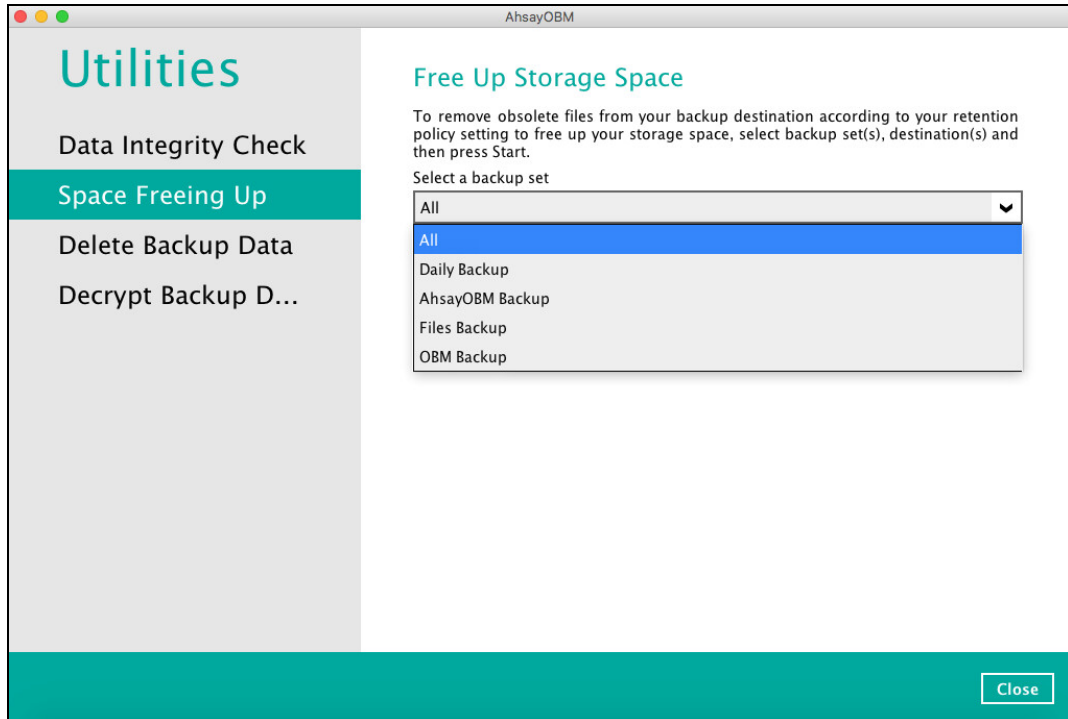 AhsayOBM
Utilities
Data Integrity Check
Space Freeing Up
Delete Backup Data
Decrypt Backup D...
Free Up Storage Space
To remove obsolete files from your backup destination according to your retention
policy setting to free up your storage space, select backup set(s), destination(s) and
then press Start.
Select a backup set
All
All
Daily Backup
AhsayOBM Backup
Files Backup
OBM Backup
Close